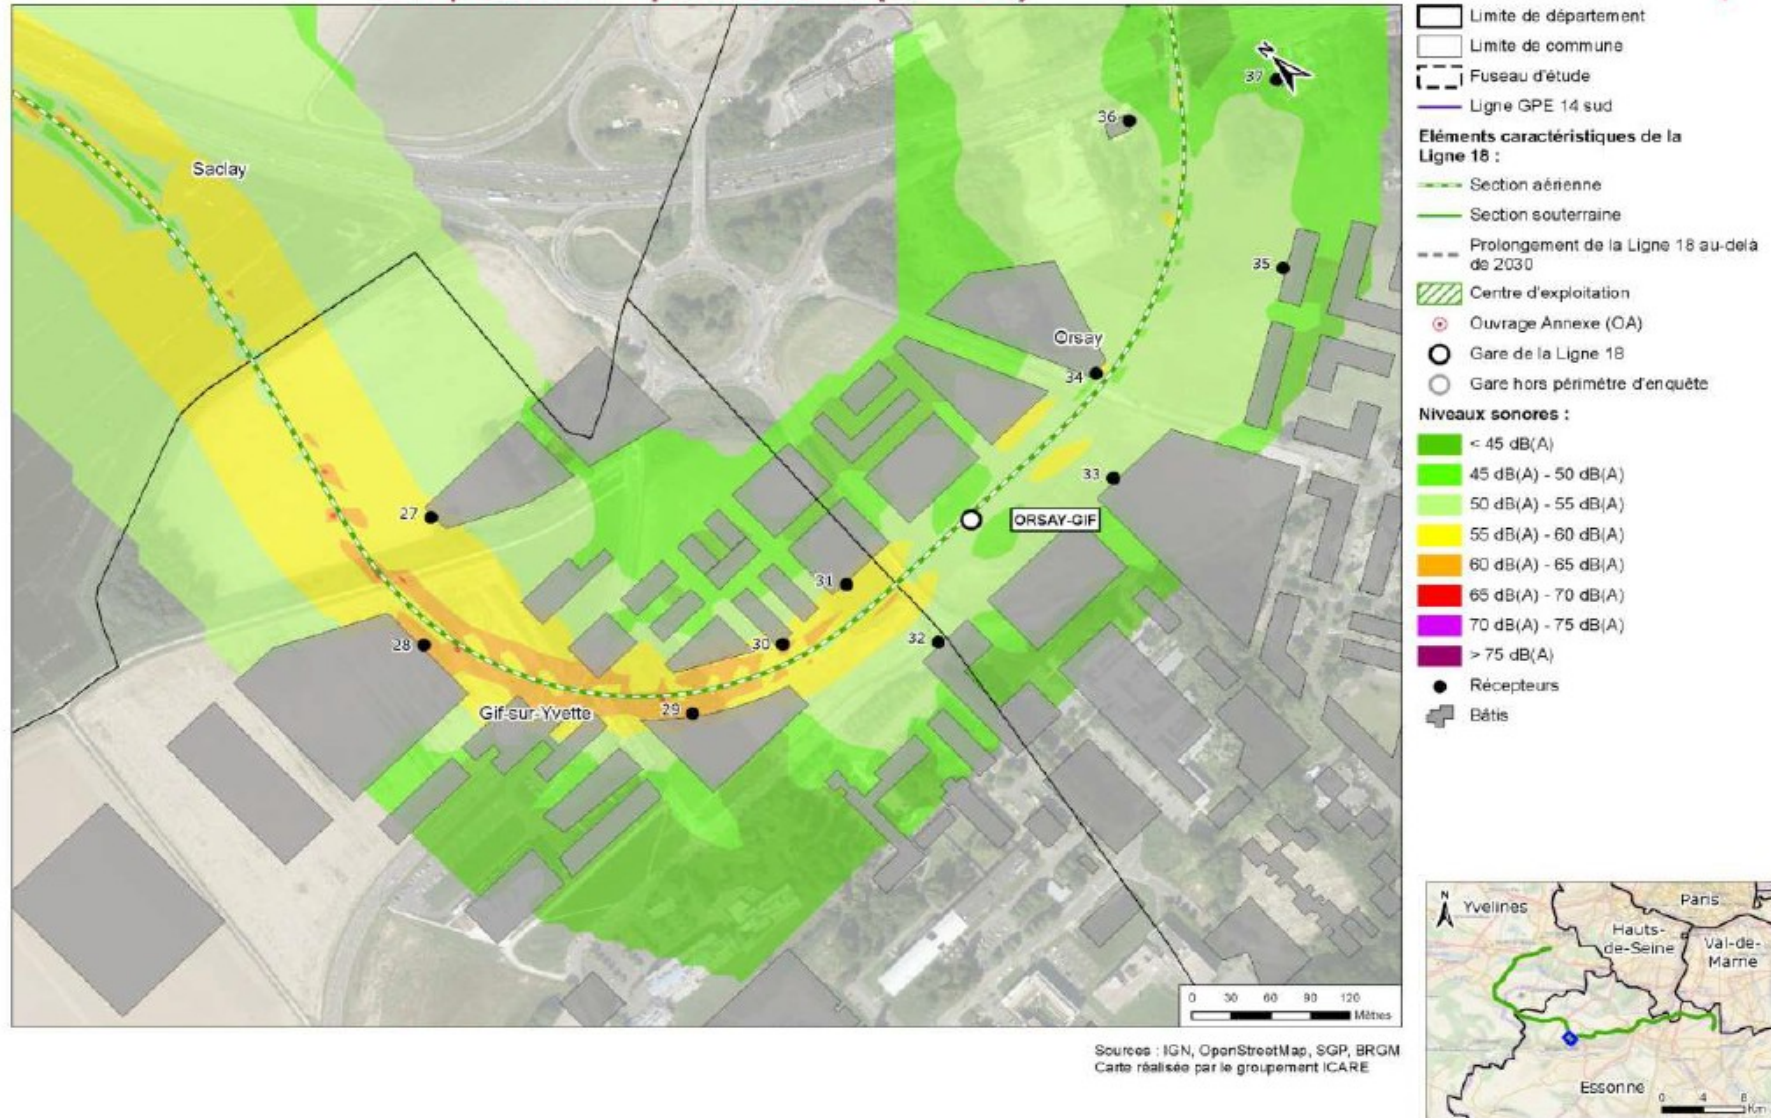 Saclay
37
36
35
Orsay
34
33
27
ORSAY-GIF
31
30
32
28
Gif-sur-Yvette
29
0 30 60 90 120
Mètres
Sources : IGN, OpenStreetMap, SGP, BRGM
Carte réalisée par le groupement ICARE
Limite de département
Limite de commune
Fuseau d'étude
Ligne GPE 14 sud
Eléments caractéristiques de la
Ligne 18 :
Section aérienne
Section souterraine
Prolongement de la Ligne 18 au-delà
de 2030
Centre d'exploitation
Ouvrage Annexe (OA)
Gare de la Ligne 18
Gare hors périmètre d'enquête
Niveaux sonores :
< 45 dB(A)
45 dB(A) - 50 dB(A)
50 dB(A) - 55 dB(A)
55 dB(A) - 60 dB(A)
60 dB(A) - 65 dB(A)
65 dB(A) - 70 dB(A)
70 dB(A) - 75 dB(A)
> 75 dB(A)
Récepteurs
Bâtis
N
Yvelines
Paris
Hauts-
de-Seine
Val-de-
Marne
Essonne
0 4 8
Km